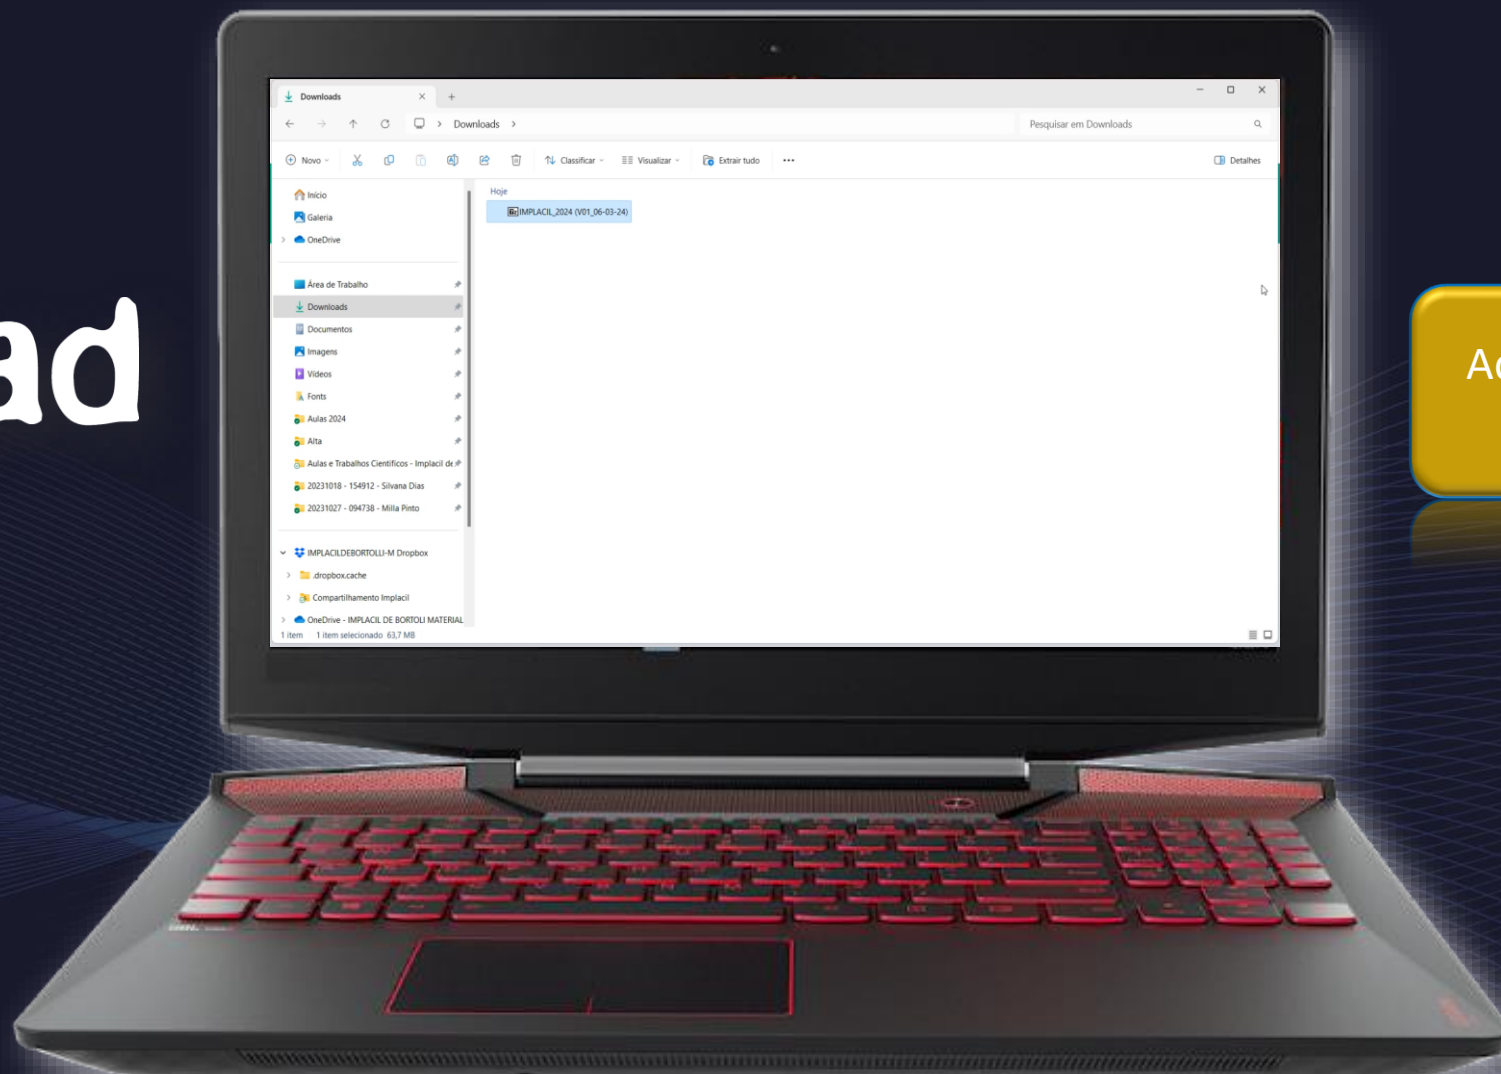 Downloads
Downloads
Pesquisar em Downloads
Novo
Classificar
Visualizar
Extrair tudo
Detalhes
Início
Galeria
OneDrive
Área de Trabalho
Downloads
Documentos
Imagens
Vídeos
Fonts
Aulas 2024
Alta
Aulas e Trabalhos Científicos - Implacil de
20231018 - 154912 - Silvana Dias
20231027 - 094738 - Milla Pinto
IMPLACILDEBORTOLLI-M Dropbox
.dropbox.cache
Compartilhamento Implacil
OneDrive - IMPLACIL DE BORTOLI MATERIAL
Hoje
IMPLACIL_2024 (V01_06-03-24)
1 item 1 item selecionado 63,7 MB
ad